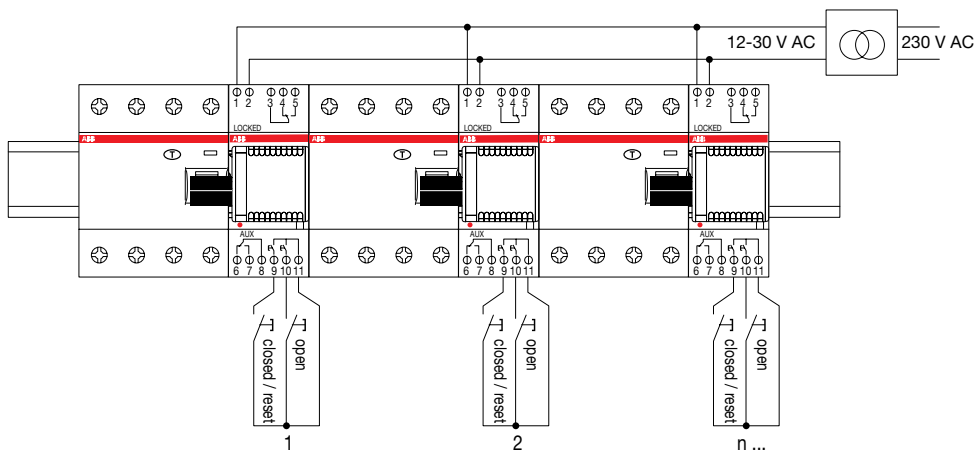 12-30 V AC 230 V AC
1 2 3 4 5 1 2 3 4 5 1 2 3 4 5
LOCKED LOCKED LOCKED
ABB ABB ABB ABB ABB ABB
T T T
AUX AUX AUX
6 7 8 9 10 11 6 7 8 9 10 11 6 7 8 9 10 11
closed / reset open closed / reset open closed / reset open
1 2 n ...